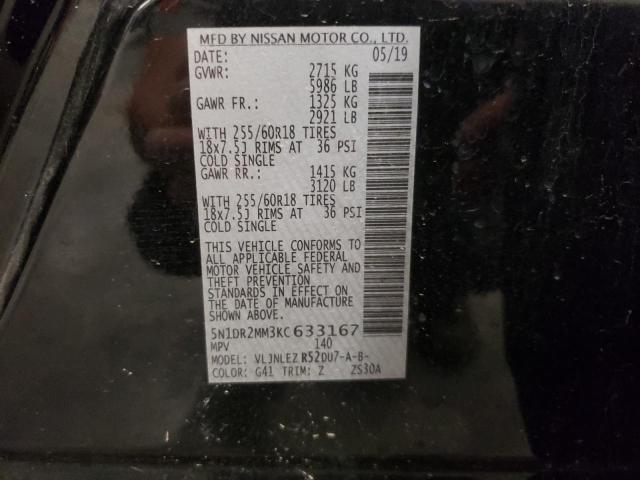 MFD BY NISSAN MOTOR CO., LTD.
DATE: 05/19
GVWR: 2715 KG
5986 LB
GAWR FR.: 1325 KG
2921 LB
WITH 255/60R18 TIRES
18x7.5J RIMS AT 36 PSI
COLD SINGLE
GAWR RR.: 1415 KG
3120 LB
WITH 255/60R18 TIRES
18x7.5J RIMS AT 36 PSI
COLD SINGLE
THIS VEHICLE CONFORMS TO
ALL APPLICABLE FEDERAL
MOTOR VEHICLE SAFETY AND
THEFT PREVENTION
STANDARDS IN EFFECT ON
THE DATE OF MANUFACTURE
SHOWN ABOVE.
5N1DR2MM3KC633167
MPV 140
MODEL: VLJNLEZ R52DU7-A-B-
COLOR: G41 TRIM: Z ZS30A